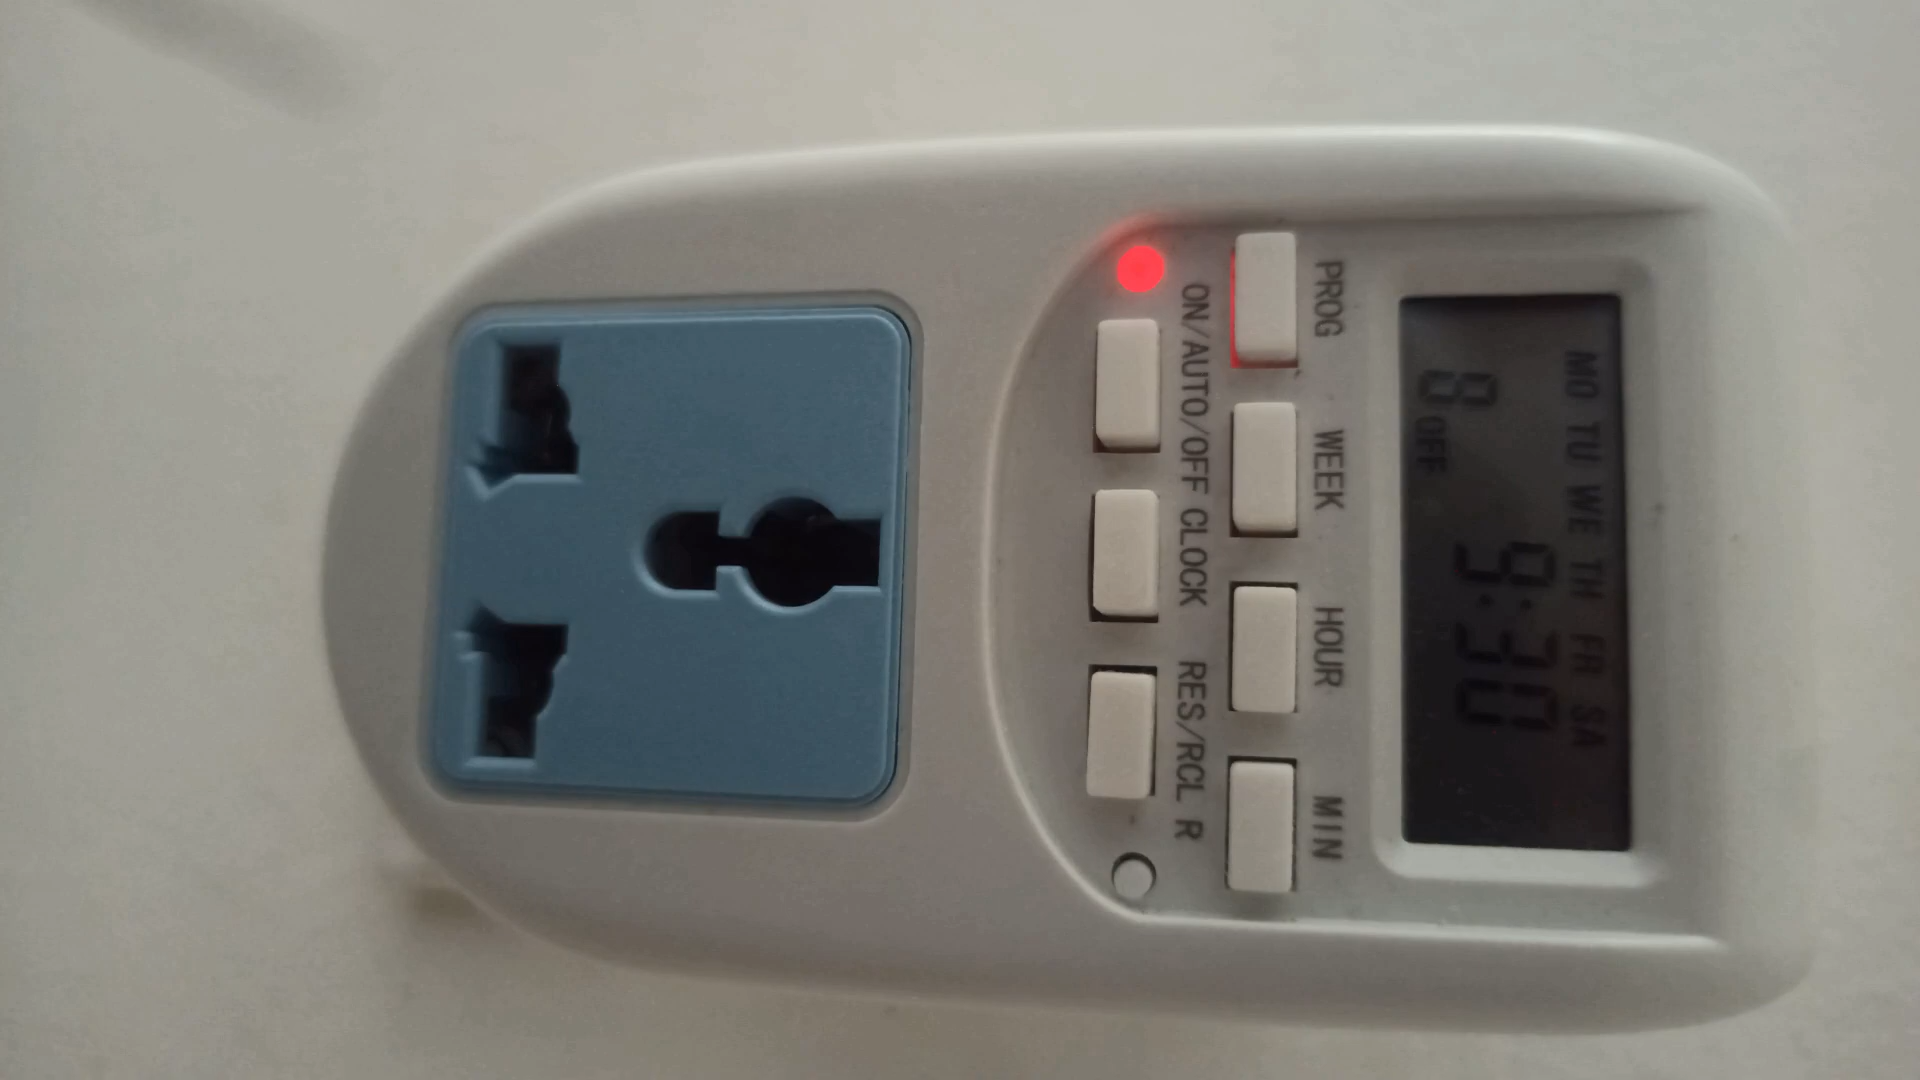 MO TU WE TH FR SA
9:30
8 OFF
PROG WEEK HOUR MIN
ON/AUTO/OFF CLOCK RES/RCL R